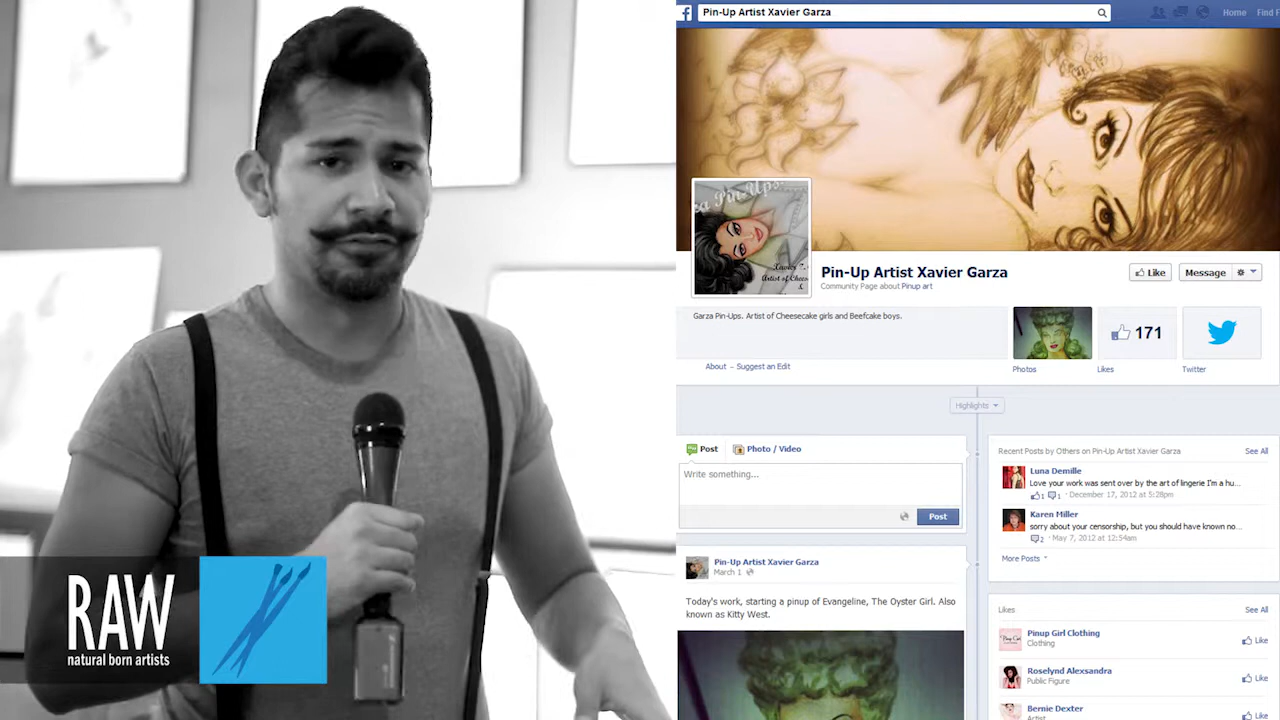 RAW
natural born artists
Pin-Up Artist Xavier Garza
Home
Find F
za Pin-Ups.
Pin-Up Artist Xavier Garza
Community Page about Pinup art
Like
Message
Garza Pin-Ups. Artist of Cheesecake girls and Beefcake boys.
About – Suggest an Edit
Photos
171
Likes
Twitter
Highlights
Post
Photo / Video
Write something...
Post
Pin-Up Artist Xavier Garza
March 1
Today's work, starting a pinup of Evangeline, The Oyster Girl. Also
known as Kitty West.
Recent Posts by Others on Pin-Up Artist Xavier Garza
See All
Luna Demille
Love your work was sent over by the art of lingerie I'm a hu...
1 1 · December 17, 2012 at 5:28pm
Karen Miller
sorry about your censorship, but you should have known no...
2 · May 7, 2012 at 12:54am
More Posts
Likes
See All
Pinup Girl Clothing
Clothing
Like
Roselynd Alexsandra
Public Figure
Like
Bernie Dexter
Artist
Like